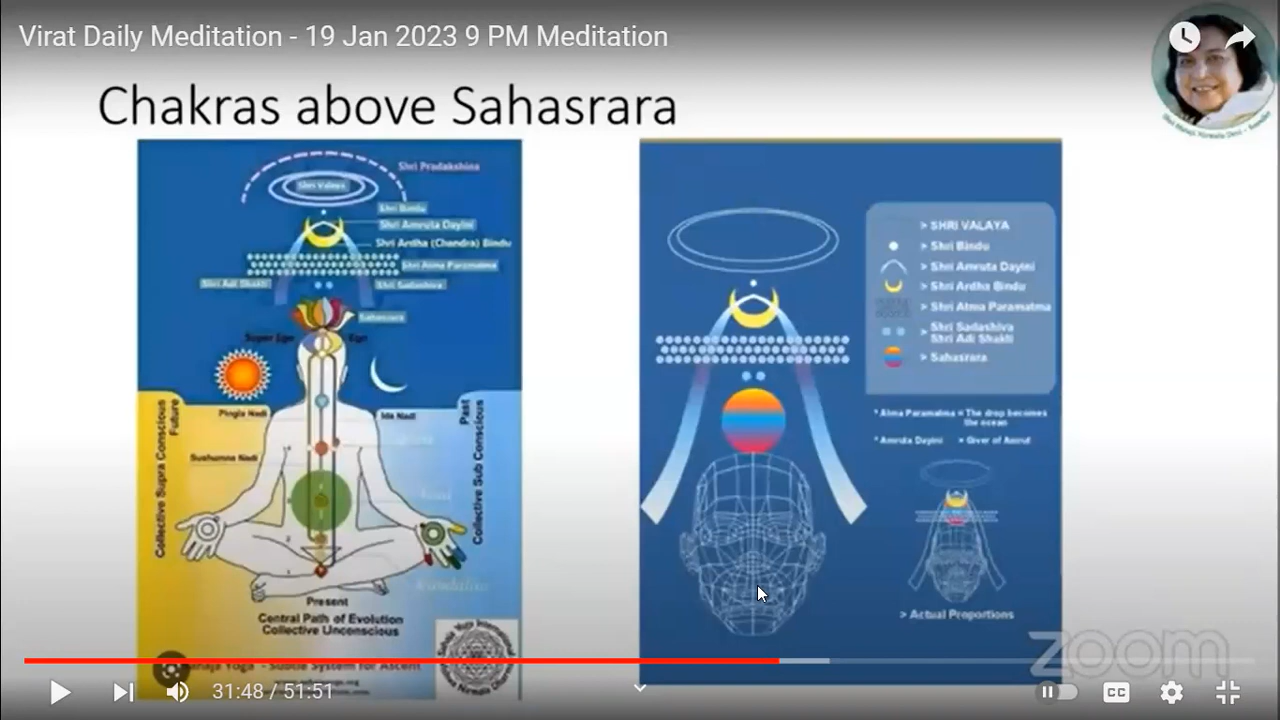 Virat Daily Meditation - 19 Jan 2023 9 PM Meditation
Chakras above Sahasrara
Shri Pradakshina
Shri Valaya
Shri Bindu
Shri Amruta Dayini
Shri Ardha (Chandra) Bindu
Shri Atma Paramatma
Shri Adi Shakti
Shri Sadashiva
Sahasrara
Super Ego
Ego
Pingla Nadi
Ida Nadi
Sushumna Nadi
Collective Supra Conscious
Future
Past
Collective Sub Conscious
Kundalini
Present
Central Path of Evolution
Collective Unconscious
Yoga - Subtle System for Ascent
> SHRI VALAYA
> Shri Bindu
> Shri Amruta Dayini
> Shri Ardha Bindu
> Shri Atma Paramatma
> Shri Sadashiva
Shri Adi Shakti
> Sahasrara
* Atma Paramatma = The drop becomes
the ocean
* Amruta Dayini = Giver of Amrut
> Actual Proportions
zoom
31:48 / 51:51
CC